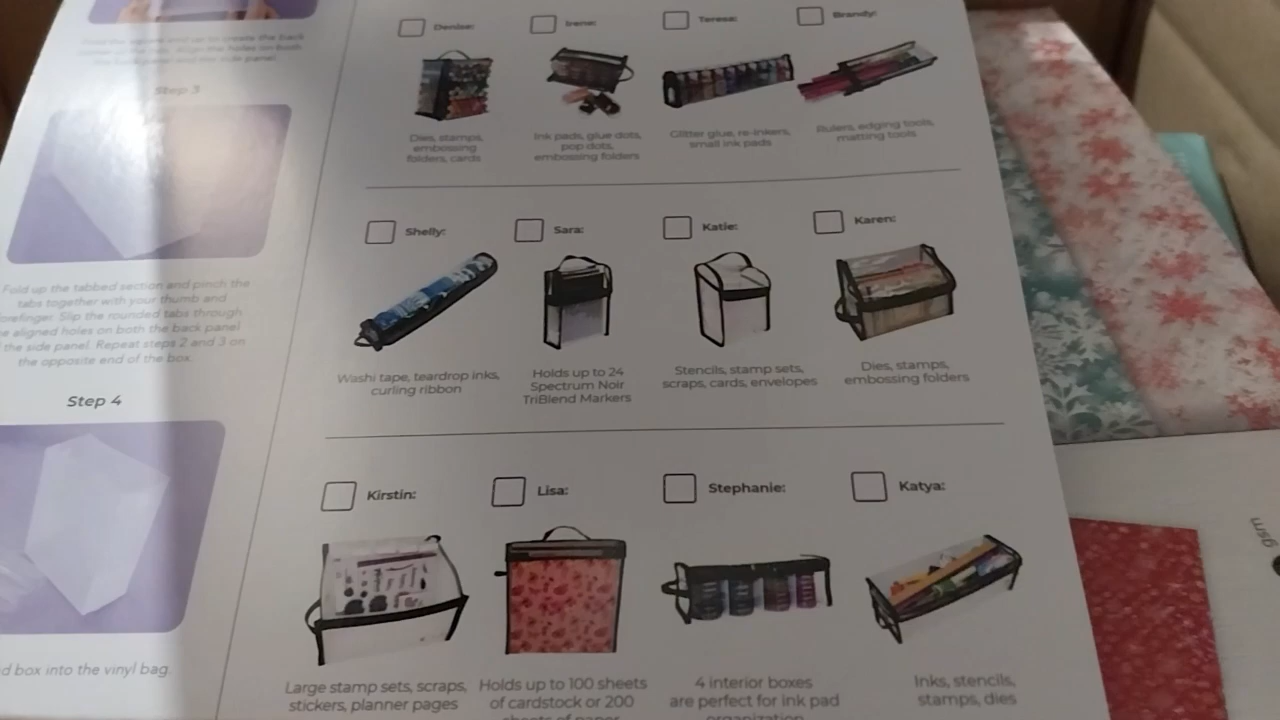 Step 3
Fold up the tabbed section and pinch the
tabs together with your thumb and
forefinger. Slip the rounded tabs through
aligned holes on both the back panel
the side panel. Repeat steps 2 and 3 on
the opposite end of the box.
Step 4
box into the vinyl bag.
Denise:
Dies, stamps,
embossing
folders, cards
Irene:
Ink pads, glue dots,
pop dots,
embossing folders
Teresa:
Glitter glue, re-inkers,
small ink pads
Brandy:
Rulers, edging tools,
matting tools
Shelly:
Washi tape, teardrop inks,
curling ribbon
Sara:
Holds up to 24
Spectrum Noir
TriBlend Markers
Katie:
Stencils, stamp sets,
scraps, cards, envelopes
Karen:
Dies, stamps,
embossing folders
Kirstin:
Large stamp sets, scraps,
stickers, planner pages
Lisa:
Holds up to 100 sheets
of cardstock or 200
sheets of paper
Stephanie:
4 interior boxes
are perfect for ink pad
organization
Katya:
Inks, stencils,
stamps, dies
gsm